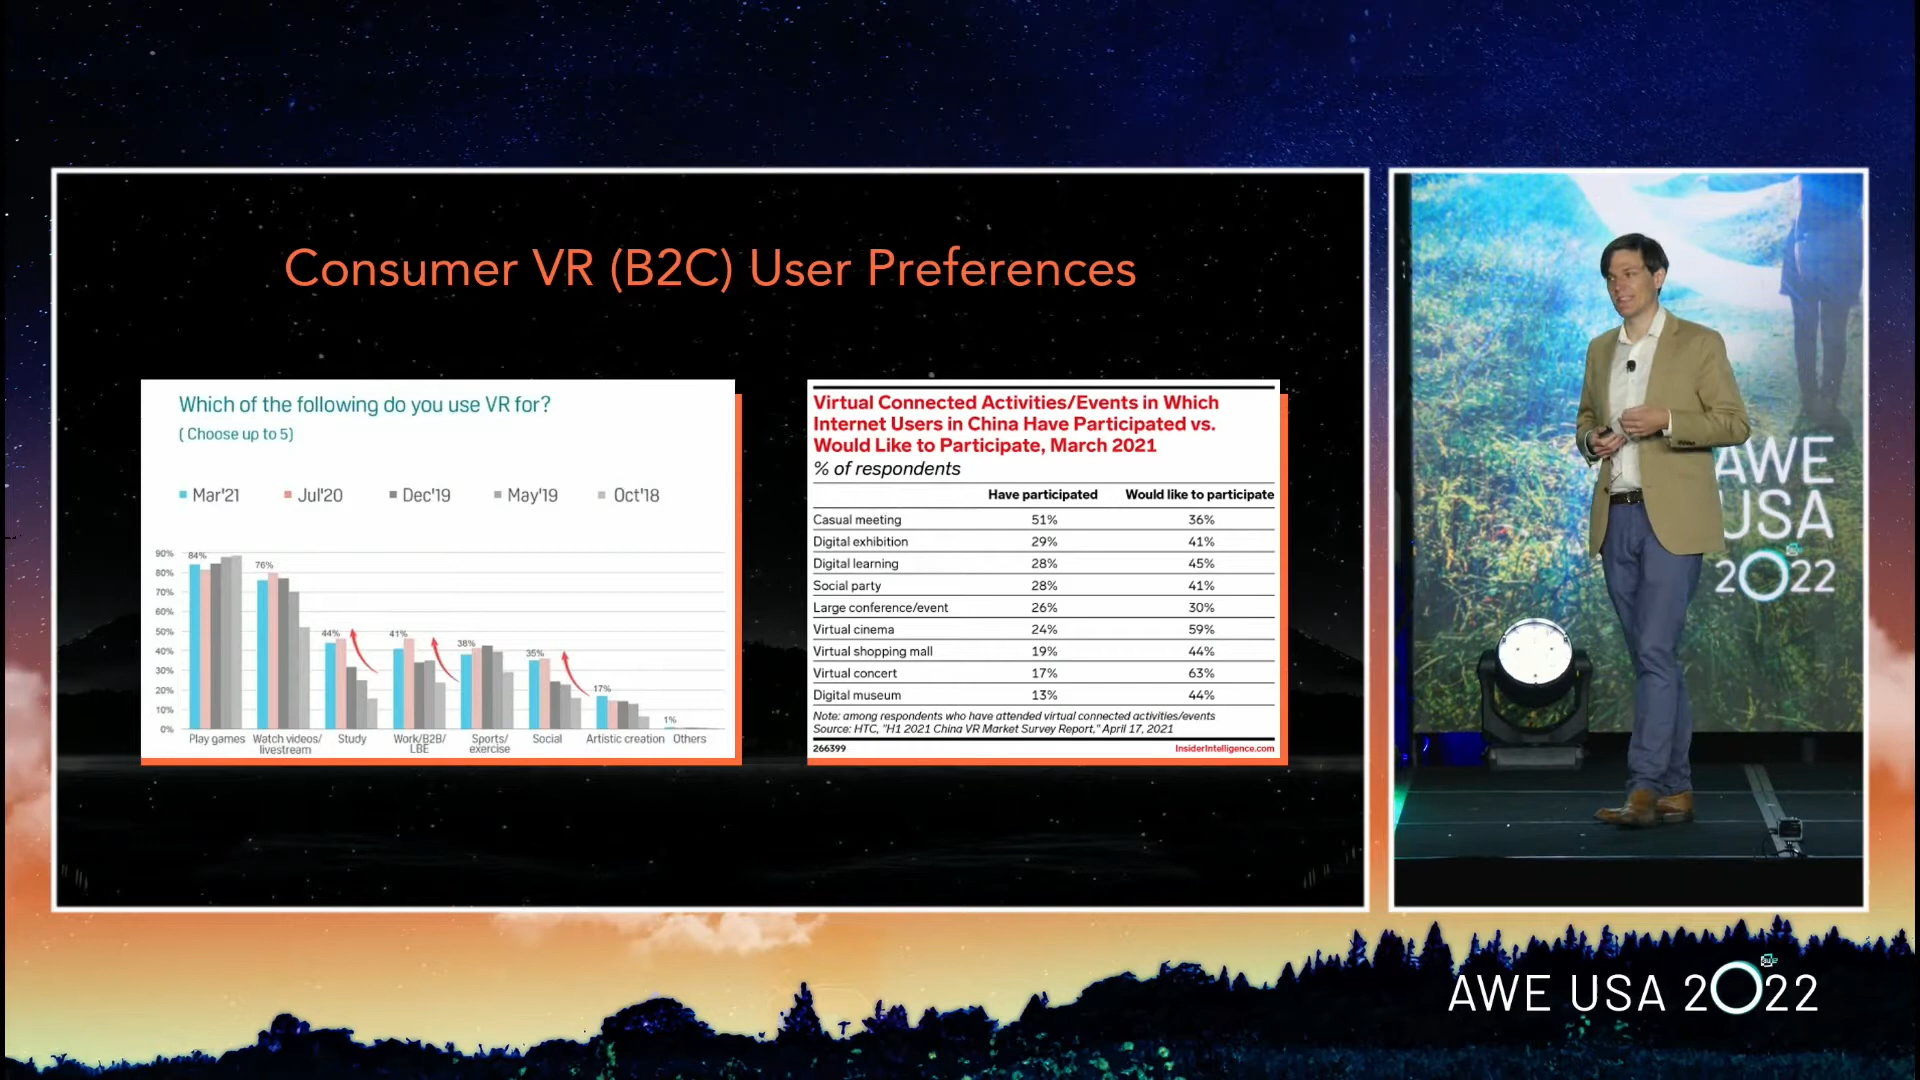 Consumer VR (B2C) User Preferences
Which of the following do you use VR for?
( Choose up to 5)
Mar'21 Jul'20 Dec'19 May'19 Oct'18
90%
80%
70%
60%
50%
40%
30%
20%
10%
0%
84%
76%
44%
41%
38%
35%
17%
1%
Play games
Watch videos/
livestream
Study
Work/B2B/
LBE
Sports/
exercise
Social
Artistic creation
Others
Virtual Connected Activities/Events in Which
Internet Users in China Have Participated vs.
Would Like to Participate, March 2021
% of respondents
Have participated Would like to participate
Casual meeting 51% 36%
Digital exhibition 29% 41%
Digital learning 28% 45%
Social party 28% 41%
Large conference/event 26% 30%
Virtual cinema 24% 59%
Virtual shopping mall 19% 44%
Virtual concert 17% 63%
Digital museum 13% 44%
Note: among respondents who have attended virtual connected activities/events
Source: HTC, "H1 2021 China VR Market Survey Report," April 17, 2021
266399 InsiderIntelligence.com
AWE
USA
2022
AWE USA 2022